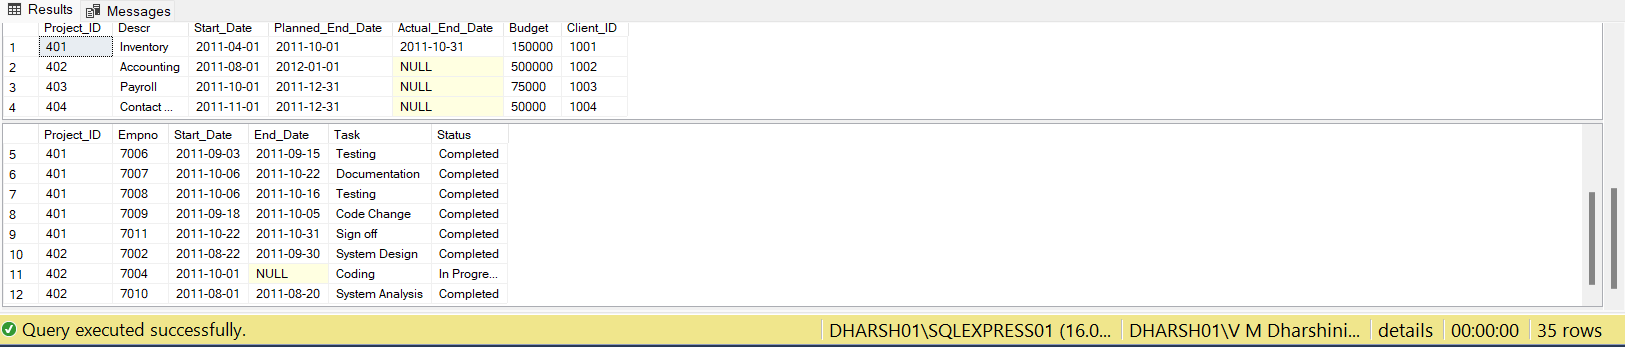 Results Messages
Project_ID Descr Start_Date Planned_End_Date Actual_End_Date Budget Client_ID
1 401 Inventory 2011-04-01 2011-10-01 2011-10-31 150000 1001
2 402 Accounting 2011-08-01 2012-01-01 NULL 500000 1002
3 403 Payroll 2011-10-01 2011-12-31 NULL 75000 1003
4 404 Contact ... 2011-11-01 2011-12-31 NULL 50000 1004
Project_ID Empno Start_Date End_Date Task Status
5 401 7006 2011-09-03 2011-09-15 Testing Completed
6 401 7007 2011-10-06 2011-10-22 Documentation Completed
7 401 7008 2011-10-06 2011-10-16 Testing Completed
8 401 7009 2011-09-18 2011-10-05 Code Change Completed
9 401 7011 2011-10-22 2011-10-31 Sign off Completed
10 402 7002 2011-08-22 2011-09-30 System Design Completed
11 402 7004 2011-10-01 NULL Coding In Progre...
12 402 7010 2011-08-01 2011-08-20 System Analysis Completed
Query executed successfully. DHARSH01\SQLEXPRESS01 (16.0... DHARSH01\V M Dharshini... details 00:00:00 35 rows